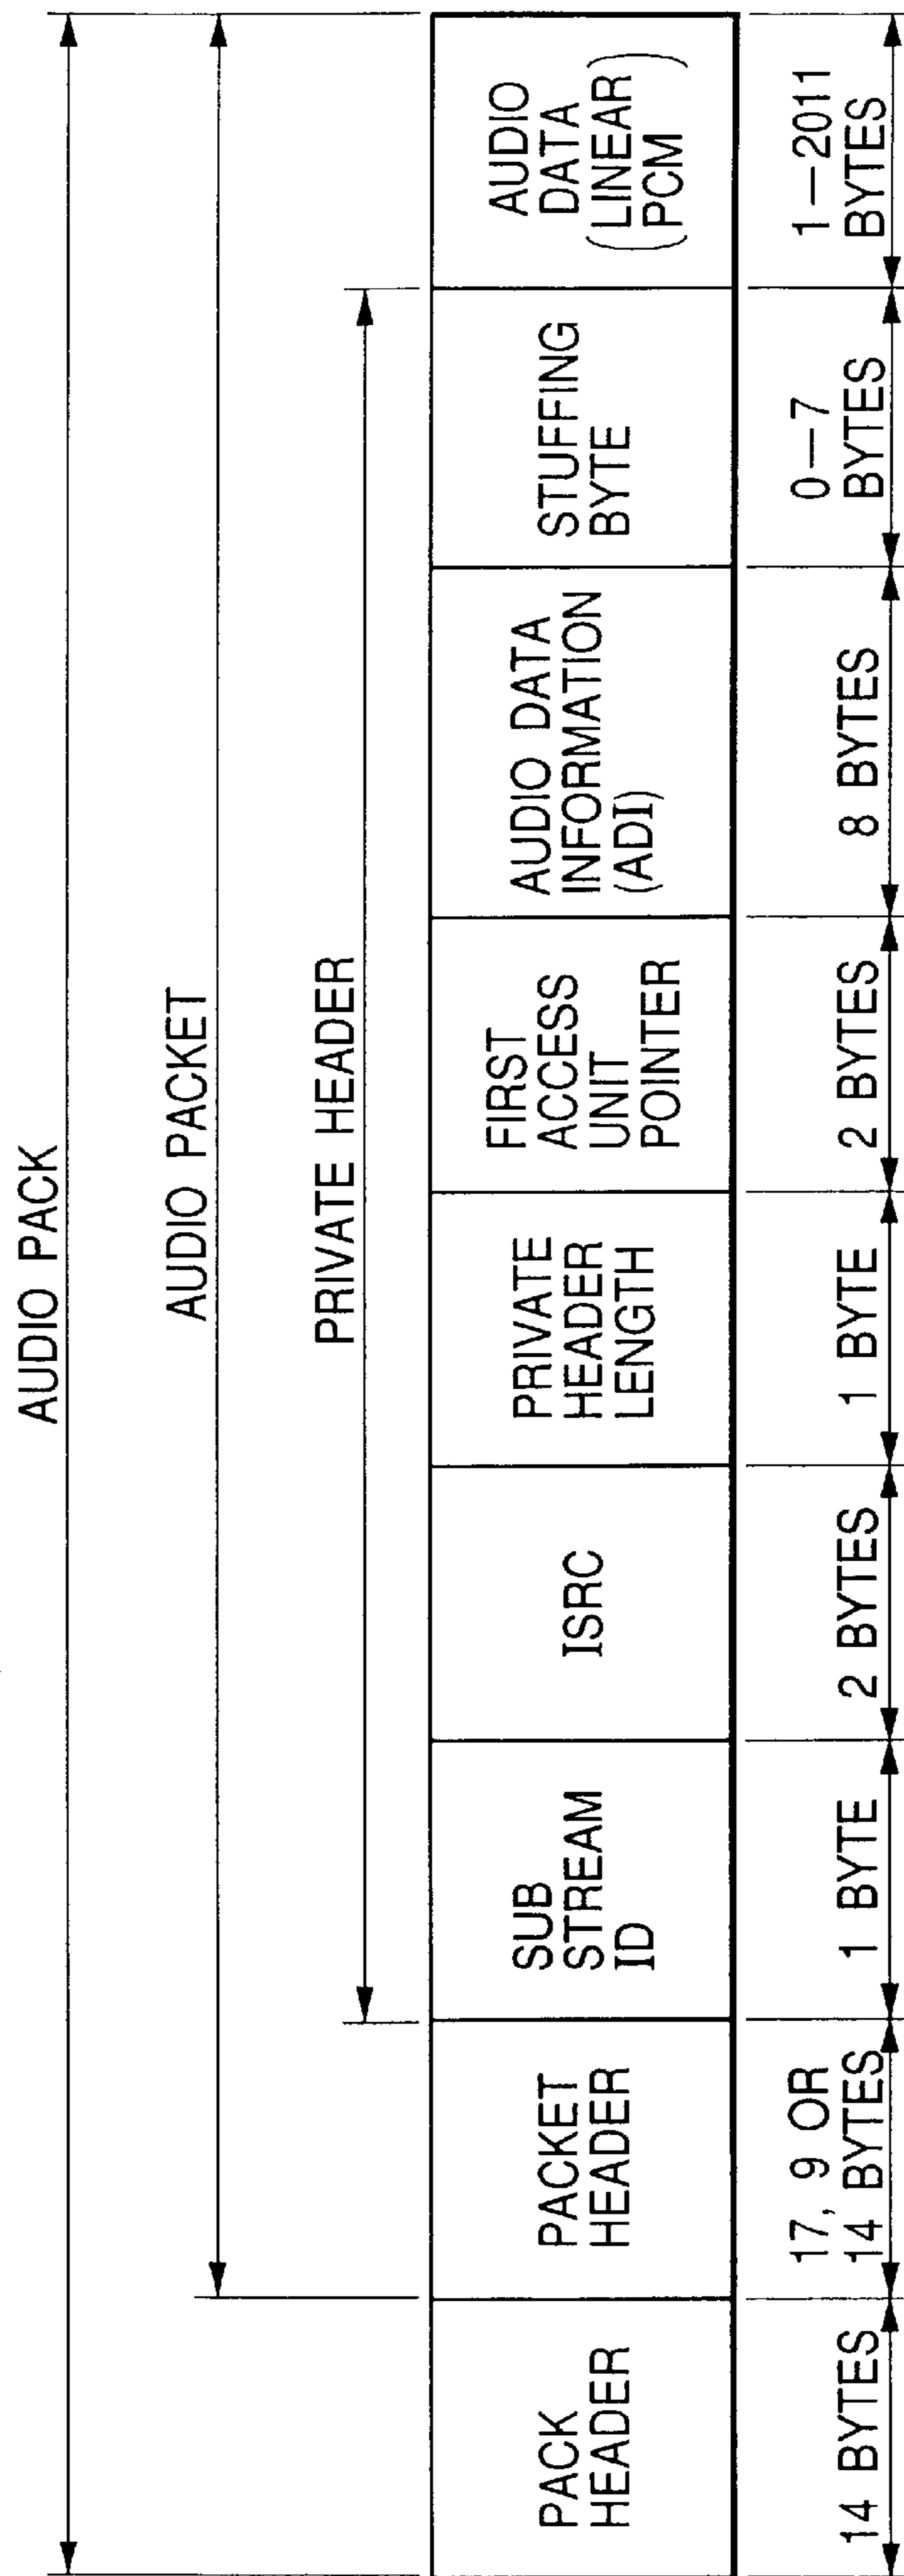 AUDIO PACK
AUDIO PACKET
PRIVATE HEADER
PACK
HEADER
PACKET
HEADER
SUB
STREAM
ID
ISRC
PRIVATE
HEADER
LENGTH
FIRST
ACCESS
UNIT
POINTER
AUDIO DATA
INFORMATION
(ADI)
STUFFING
BYTE
AUDIO
DATA
(LINEAR
PCM)
14 BYTES
17, 9 OR
14 BYTES
1 BYTE
2 BYTES
1 BYTE
2 BYTES
8 BYTES
0—7
BYTES
1—2011
BYTES